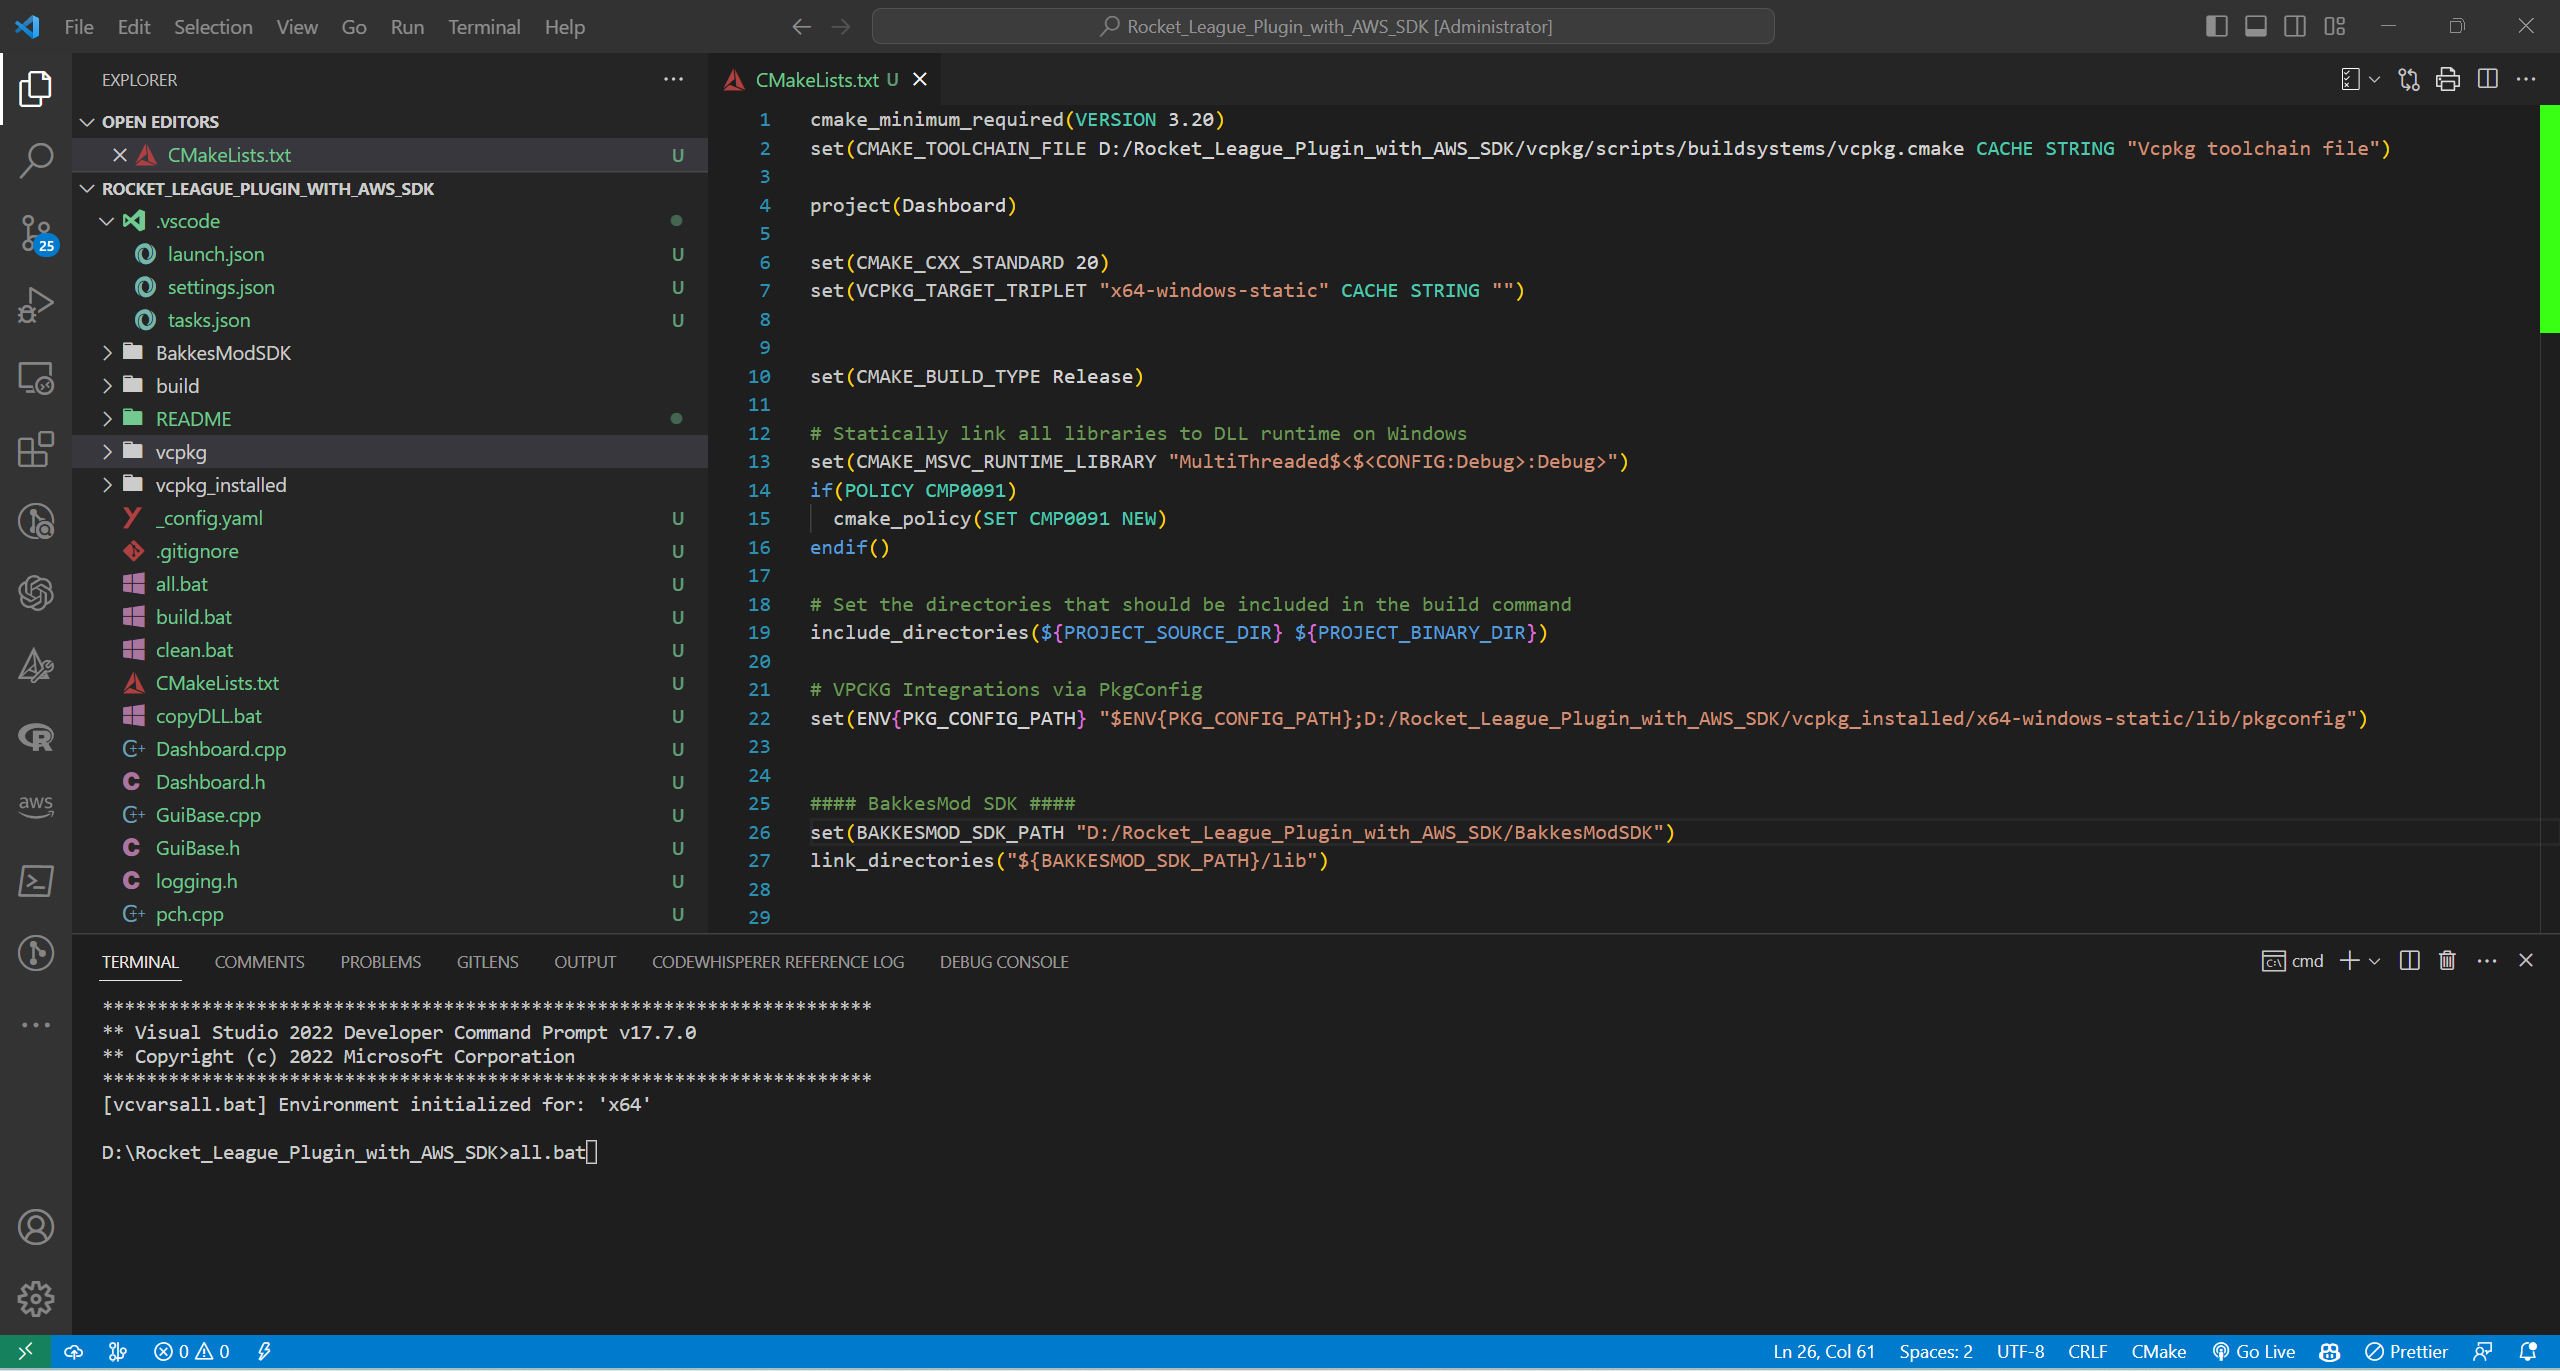 File Edit Selection View Go Run Terminal Help
Rocket_League_Plugin_with_AWS_SDK [Administrator]
EXPLORER
OPEN EDITORS
CMakeLists.txt U
ROCKET_LEAGUE_PLUGIN_WITH_AWS_SDK
.vscode
launch.json U
settings.json U
tasks.json U
BakkesModSDK
build
README
vcpkg
vcpkg_installed
_config.yaml U
.gitignore U
all.bat U
build.bat U
clean.bat U
CMakeLists.txt U
copyDLL.bat U
Dashboard.cpp U
Dashboard.h U
GuiBase.cpp U
GuiBase.h U
logging.h U
pch.cpp U
25
aws
CMakeLists.txt U
1 cmake_minimum_required(VERSION 3.20)
2 set(CMAKE_TOOLCHAIN_FILE D:/Rocket_League_Plugin_with_AWS_SDK/vcpkg/scripts/buildsystems/vcpkg.cmake CACHE STRING "Vcpkg toolchain file")
3
4 project(Dashboard)
5
6 set(CMAKE_CXX_STANDARD 20)
7 set(VCPKG_TARGET_TRIPLET "x64-windows-static" CACHE STRING "")
8
9
10 set(CMAKE_BUILD_TYPE Release)
11
12 # Statically link all libraries to DLL runtime on Windows
13 set(CMAKE_MSVC_RUNTIME_LIBRARY "MultiThreaded$<$<CONFIG:Debug>:Debug>")
14 if(POLICY CMP0091)
15 cmake_policy(SET CMP0091 NEW)
16 endif()
17
18 # Set the directories that should be included in the build command
19 include_directories(${PROJECT_SOURCE_DIR} ${PROJECT_BINARY_DIR})
20
21 # VPCKG Integrations via PkgConfig
22 set(ENV{PKG_CONFIG_PATH} "$ENV{PKG_CONFIG_PATH};D:/Rocket_League_Plugin_with_AWS_SDK/vcpkg_installed/x64-windows-static/lib/pkgconfig")
23
24
25 #### BakkesMod SDK ####
26 set(BAKKESMOD_SDK_PATH "D:/Rocket_League_Plugin_with_AWS_SDK/BakkesModSDK")
27 link_directories("${BAKKESMOD_SDK_PATH}/lib")
28
29
TERMINAL COMMENTS PROBLEMS GITLENS OUTPUT CODEWHISPERER REFERENCE LOG DEBUG CONSOLE
cmd
**********************************************************************
** Visual Studio 2022 Developer Command Prompt v17.7.0
** Copyright (c) 2022 Microsoft Corporation
**********************************************************************
[vcvarsall.bat] Environment initialized for: 'x64'
D:\Rocket_League_Plugin_with_AWS_SDK>all.bat
0 0
Ln 26, Col 61 Spaces: 2 UTF-8 CRLF CMake Go Live Prettier